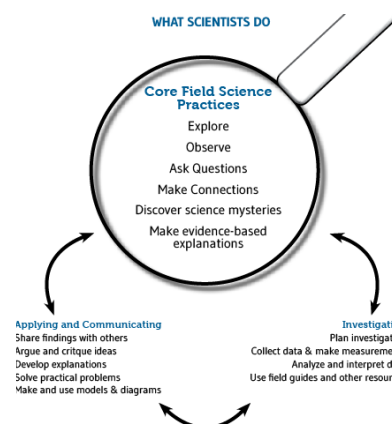 WHAT SCIENTISTS DO
Core Field Science
Practices
Explore
Observe
Ask Questions
Make Connections
Discover science mysteries
Make evidence-based
explanations
Applying and Communicating
Share findings with others
Argue and critque ideas
Develop explanations
Solve practical problems
Make and use models & diagrams
Investigati
Plan investigat
Collect data & make measureme
Analyze and interpret d
Use field guides and other resour